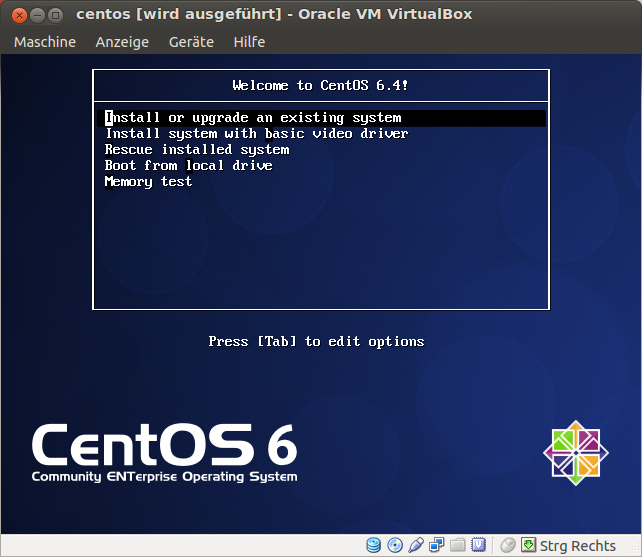 centos [wird ausgeführt] - Oracle VM VirtualBox
Maschine Anzeige Geräte Hilfe
Welcome to CentOS 6.4!
Install or upgrade an existing system
Install system with basic video driver
Rescue installed system
Boot from local drive
Memory test
Press [Tab] to edit options
CentOS 6
Community ENTerprise Operating System
Strg Rechts